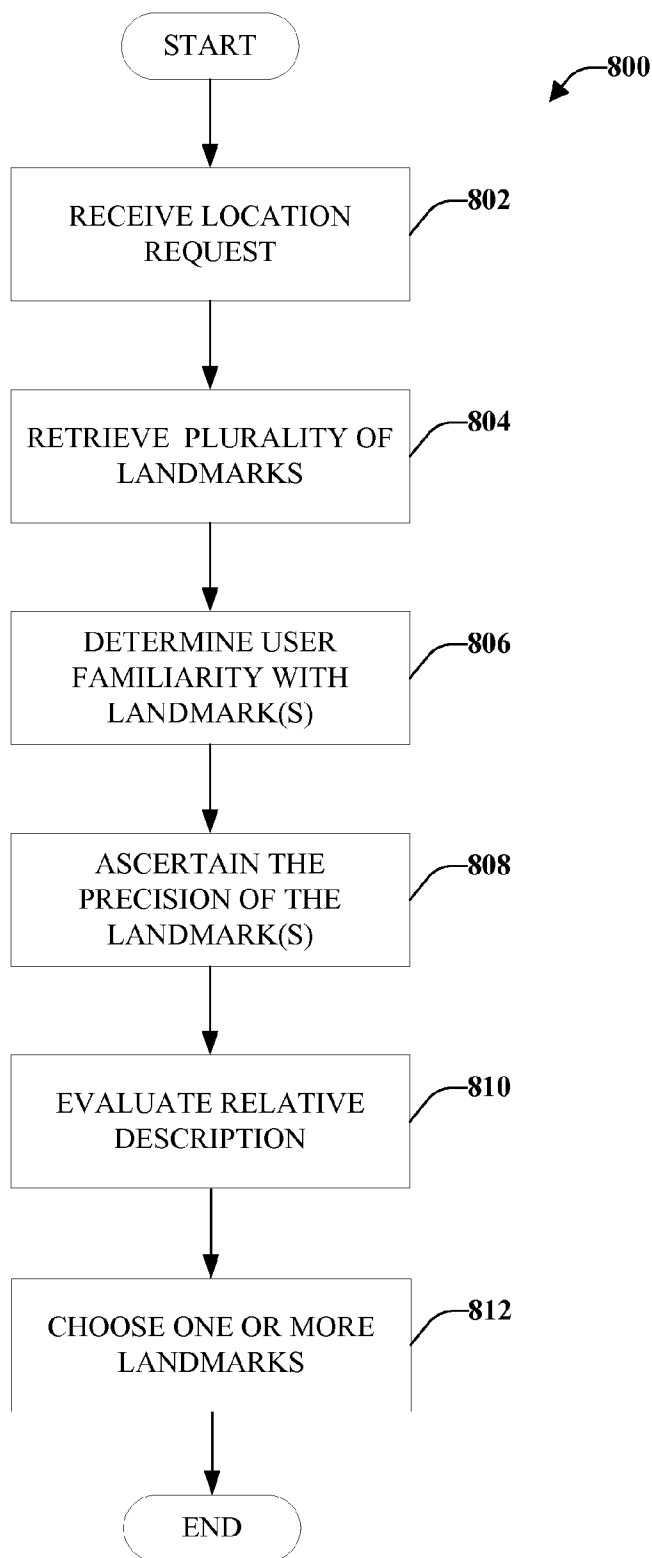 START
800
RECEIVE LOCATION
REQUEST
802
RETRIEVE PLURALITY OF
LANDMARKS
804
DETERMINE USER
FAMILIARITY WITH
LANDMARK(S)
806
ASCERTAIN THE
PRECISION OF THE
LANDMARK(S)
808
EVALUATE RELATIVE
DESCRIPTION
810
CHOOSE ONE OR MORE
LANDMARKS
812
END